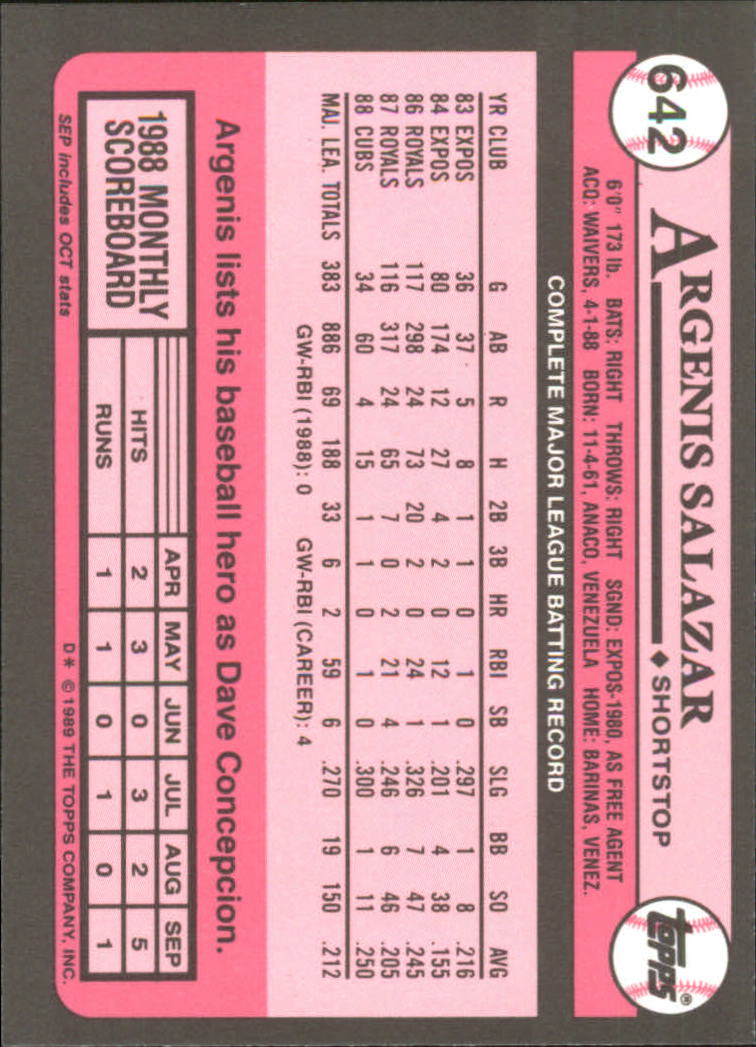 642
ARGENIS SALAZAR ◆SHORTSTOP
topps®
6'0" 173 lb. BATS: RIGHT THROWS: RIGHT SGND: EXPOS-1980, AS FREE AGENT
ACQ: WAIVERS, 4-1-88 BORN: 11-4-61, ANACO, VENEZUELA HOME: BARINAS, VENEZ.
COMPLETE MAJOR LEAGUE BATTING RECORD
YR CLUB G AB R H 2B 3B HR RBI SB SLG BB SO AVG
83 EXPOS 36 37 5 8 1 1 0 1 0 .297 1 8 .216
84 EXPOS 80 174 12 27 4 2 0 12 1 .201 4 38 .155
86 ROYALS 117 298 24 73 20 2 0 24 1 .326 7 47 .245
87 ROYALS 116 317 24 65 7 0 2 21 4 .246 6 46 .205
88 CUBS 34 60 4 15 1 1 0 1 0 .300 1 11 .250
MAJ. LEA. TOTALS 383 886 69 188 33 6 2 59 6 .270 19 150 .212
GW-RBI (1988): 0 GW-RBI (CAREER): 4
Argenis lists his baseball hero as Dave Concepcion.
1988 MONTHLY
SCOREBOARD
APR MAY JUN JUL AUG SEP
HITS 2 3 0 3 2 5
RUNS 1 1 0 1 0 1
SEP includes OCT stats D* ©1989 THE TOPPS COMPANY, INC.